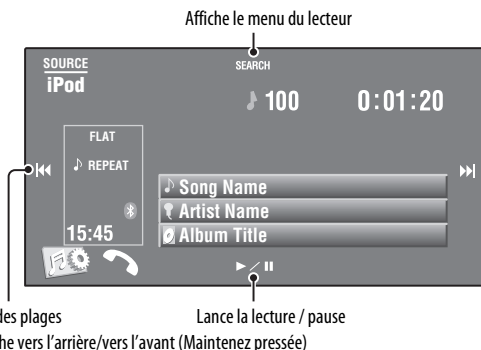 Affiche le menu du lecteur
SOURCE
iPod
SEARCH
100
0:01:20
FLAT
REPEAT
15:45
Song Name
Artist Name
Album Title
des plages
Lance la lecture / pause
vers l'arrière/vers l'avant (Maintenez pressée)